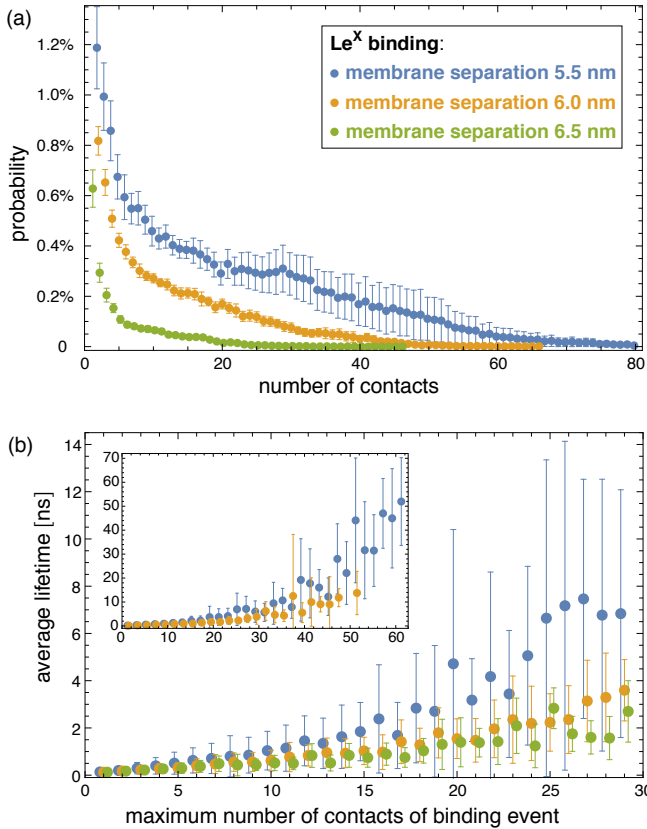 (a)
1.2%
1.0%
0.8%
0.6%
0.4%
0.2%
0
probability
Le^X binding:
membrane separation 5.5 nm
membrane separation 6.0 nm
membrane separation 6.5 nm
0 20 40 60 80
number of contacts
(b)
14
12
10
8
6
4
2
0
average lifetime [ns]
70
60
50
40
30
20
10
0
0 10 20 30 40 50 60
0 5 10 15 20 25 30
maximum number of contacts of binding event